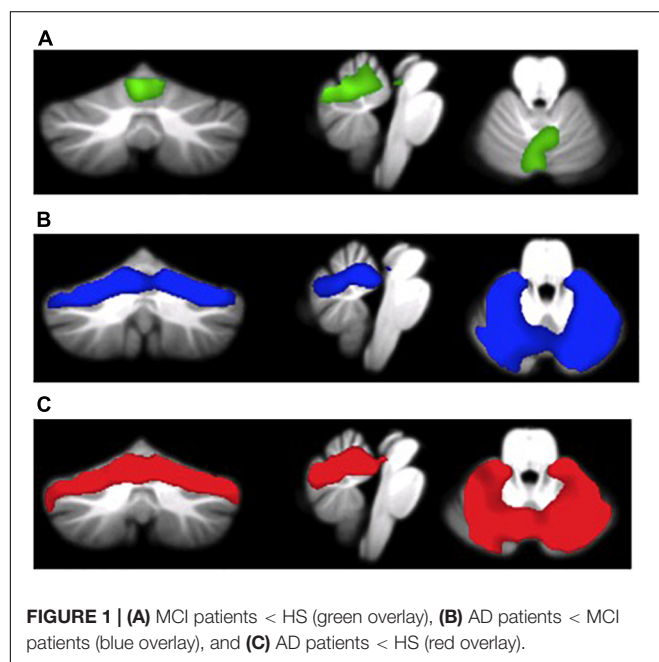 A
B
C
FIGURE 1 | (A) MCI patients < HS (green overlay), (B) AD patients < MCI
patients (blue overlay), and (C) AD patients < HS (red overlay).